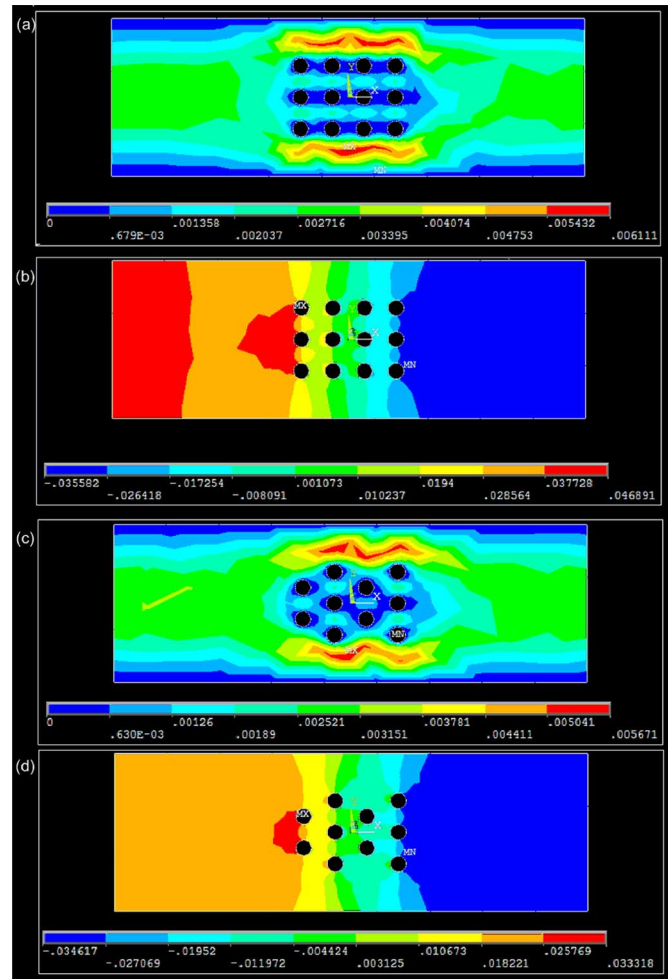 (a)
Y
X
MX
MN
0 .001358 .002716 .004074 .005432
.679E-03 .002037 .003395 .004753 .006111
(b)
MX
X
MN
-.035582 -.017254 .001073 .0194 .037728
-.026418 -.008091 .010237 .028564 .046891
(c)
X
MN
MX
0 .00126 .002521 .003781 .005041
.630E-03 .00189 .003151 .004411 .005671
(d)
MX
X
MN
-.034617 -.01952 -.004424 .010673 .025769
-.027069 -.011972 .003125 .018221 .033318